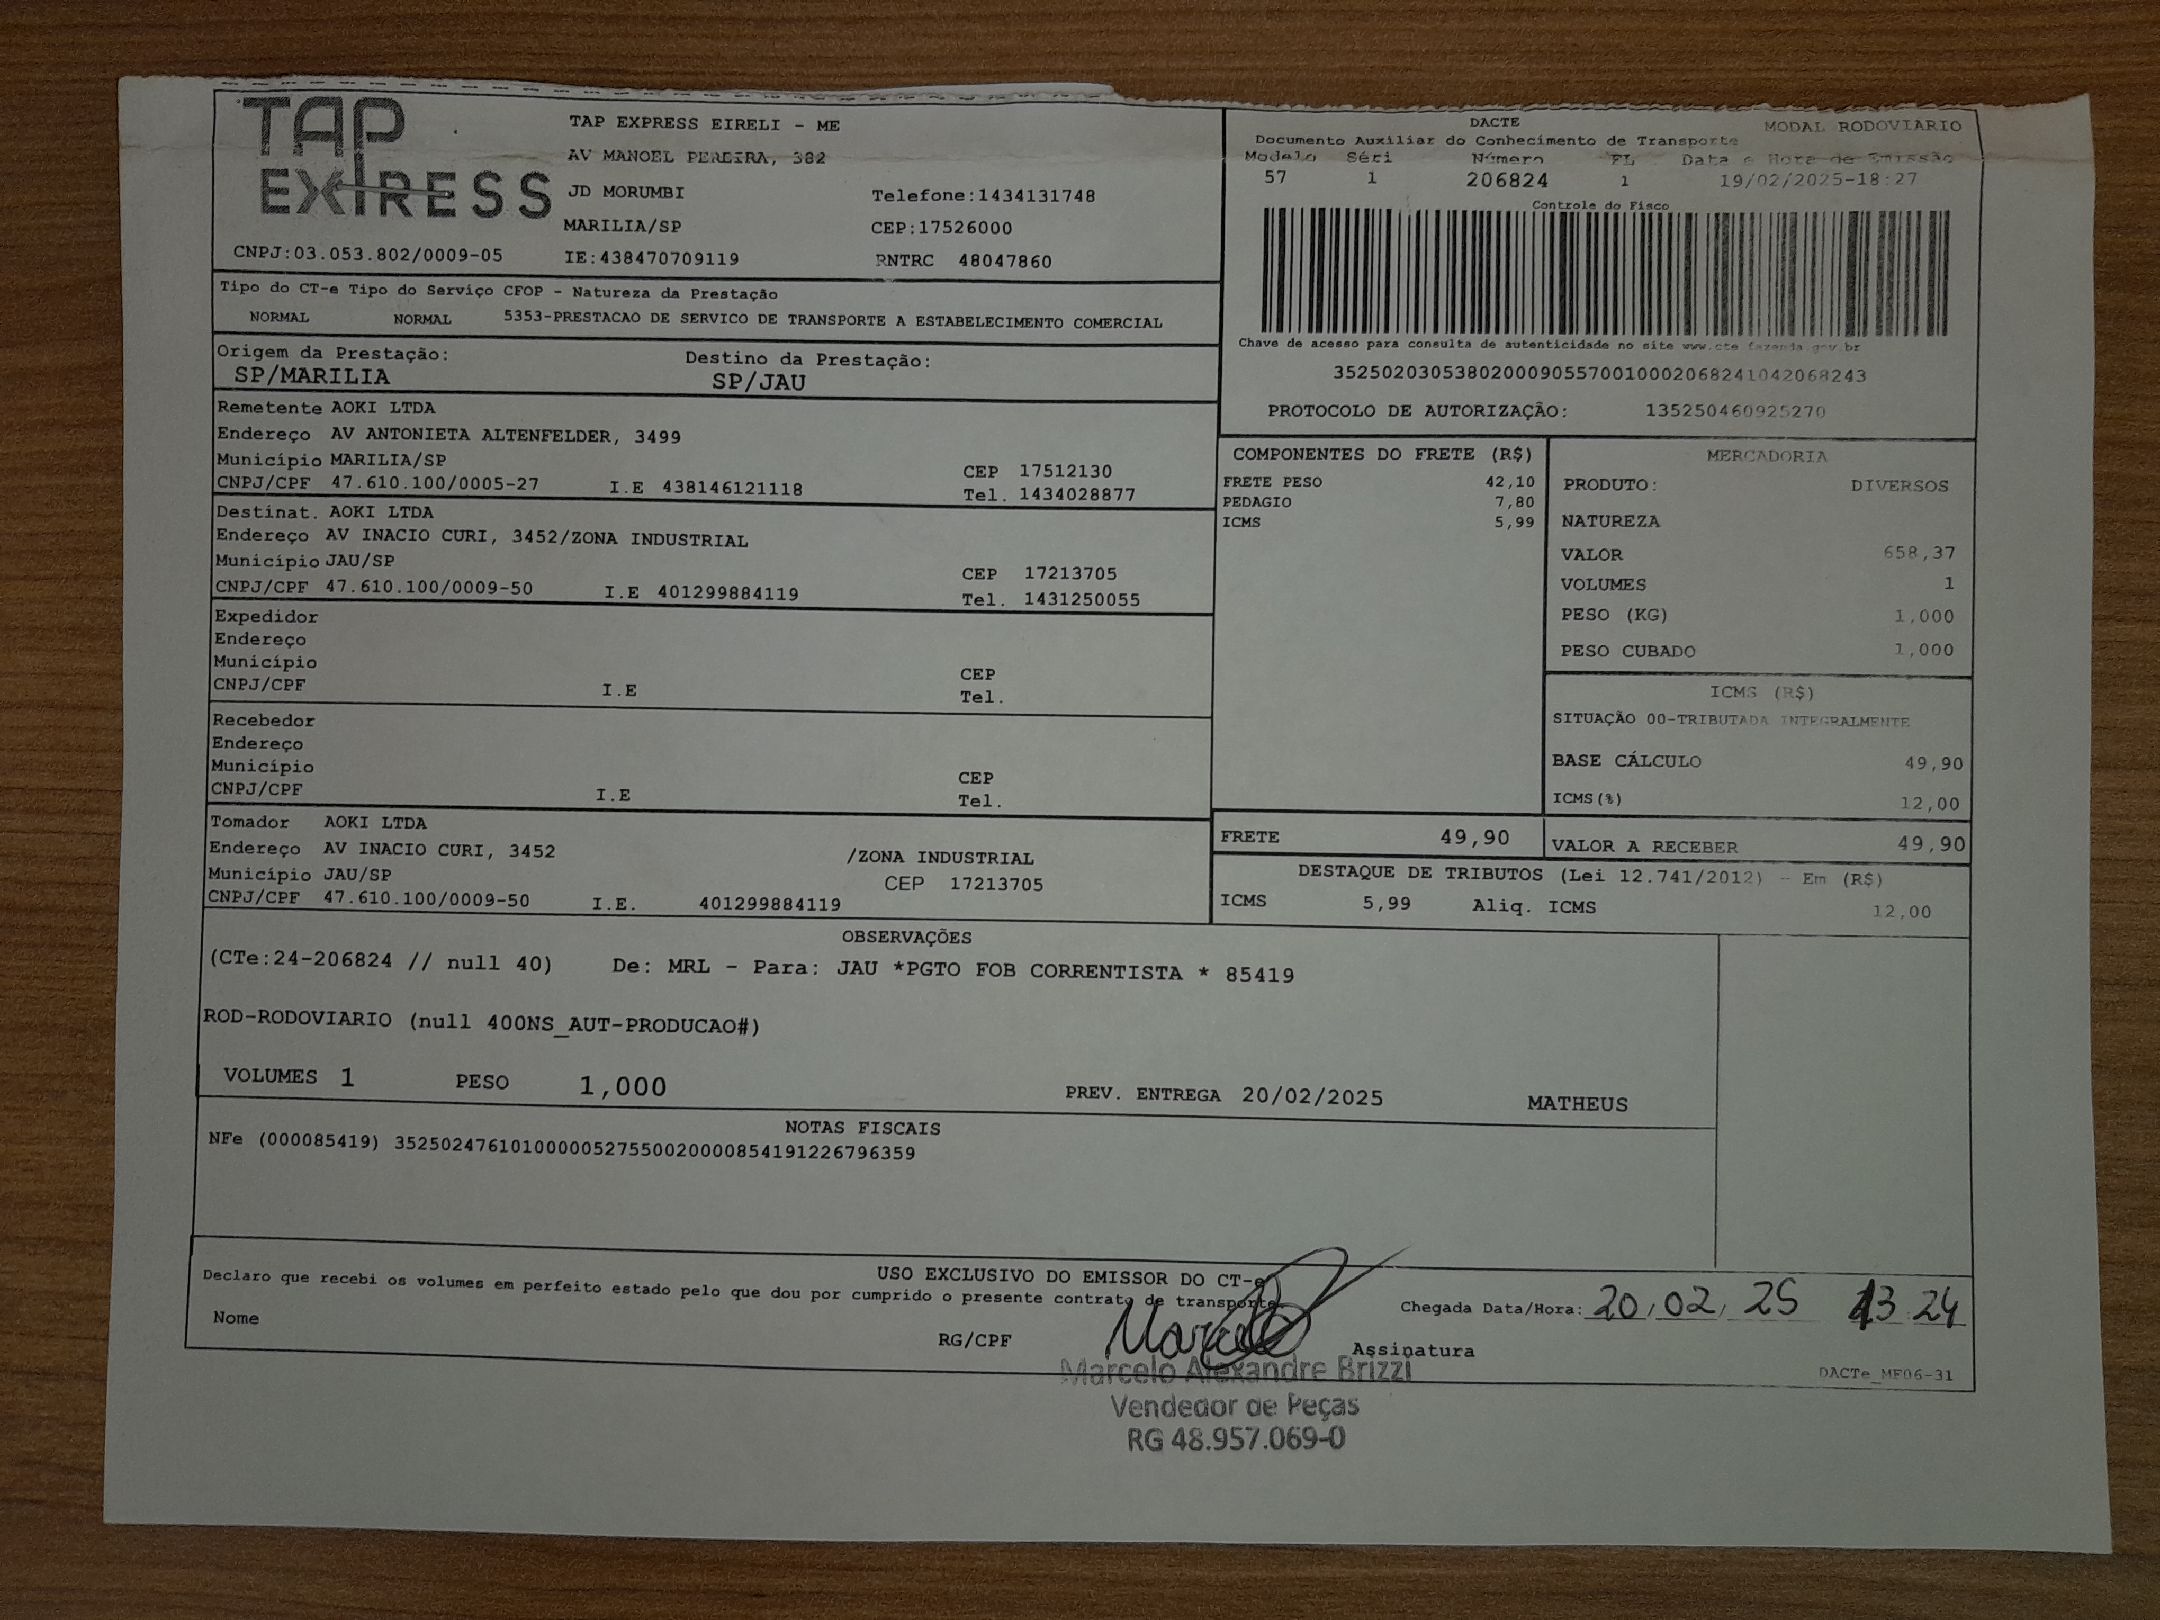 TAP EXPRESS
TAP EXPRESS EIRELI - ME
AV MANOEL PEREIRA, 382
JD MORUMBI Telefone:1434131748
MARILIA/SP CEP:17526000
CNPJ:03.053.802/0009-05 IE:438470709119 RNTRC 48047860
DACTE MODAL RODOVIARIO
Documento Auxiliar do Conhecimento de Transporte
Modelo Séri Número FL Data e Hora de Emissão
57 1 206824 1 19/02/2025-18:27
Controle do Fisco
Chave de acesso para consulta de autenticidade no site www.cte fazenda.gov.br
35250203053802000905570010002068241042068243
PROTOCOLO DE AUTORIZAÇÃO: 135250460925270
Tipo do CT-e Tipo do Serviço CFOP - Natureza da Prestação
NORMAL NORMAL 5353-PRESTACAO DE SERVICO DE TRANSPORTE A ESTABELECIMENTO COMERCIAL
Origem da Prestação: Destino da Prestação:
SP/MARILIA SP/JAU
Remetente AOKI LTDA
Endereço AV ANTONIETA ALTENFELDER, 3499
Município MARILIA/SP CEP 17512130
CNPJ/CPF 47.610.100/0005-27 I.E 438146121118 Tel. 1434028877
Destinat. AOKI LTDA
Endereço AV INACIO CURI, 3452/ZONA INDUSTRIAL
Município JAU/SP CEP 17213705
CNPJ/CPF 47.610.100/0009-50 I.E 401299884119 Tel. 1431250055
Expedidor
Endereço
Município CEP
CNPJ/CPF I.E Tel.
Recebedor
Endereço
Município CEP
CNPJ/CPF I.E Tel.
Tomador AOKI LTDA
Endereço AV INACIO CURI, 3452 /ZONA INDUSTRIAL
Município JAU/SP CEP 17213705
CNPJ/CPF 47.610.100/0009-50 I.E. 401299884119
COMPONENTES DO FRETE (R$)
FRETE PESO 42,10
PEDAGIO 7,80
ICMS 5,99
MERCADORIA
PRODUTO: DIVERSOS
NATUREZA
VALOR 658,37
VOLUMES 1
PESO (KG) 1,000
PESO CUBADO 1,000
ICMS (R$)
SITUAÇÃO 00-TRIBUTADA INTEGRALMENTE
BASE CÁLCULO 49,90
ICMS(%) 12,00
FRETE 49,90 VALOR A RECEBER 49,90
DESTAQUE DE TRIBUTOS (Lei 12.741/2012) - Em (R$)
ICMS 5,99 Aliq. ICMS 12,00
OBSERVAÇÕES
(CTe:24-206824 // null 40) De: MRL - Para: JAU *PGTO FOB CORRENTISTA * 85419
ROD-RODOVIARIO (null 400NS_AUT-PRODUCAO#)
VOLUMES 1 PESO 1,000 PREV. ENTREGA 20/02/2025 MATHEUS
NOTAS FISCAIS
NFe (000085419) 35250247610100000527550020000854191226796359
USO EXCLUSIVO DO EMISSOR DO CT-e
Declaro que recebi os volumes em perfeito estado pelo que dou por cumprido o presente contrato de transporte.
Chegada Data/Hora: 20/02/25 13:24
Nome RG/CPF Marcelo Assinatura
Marcelo Alexandre Brizzi
Vendedor de Peças
RG 48.957.069-0
DACTe_MF06-31